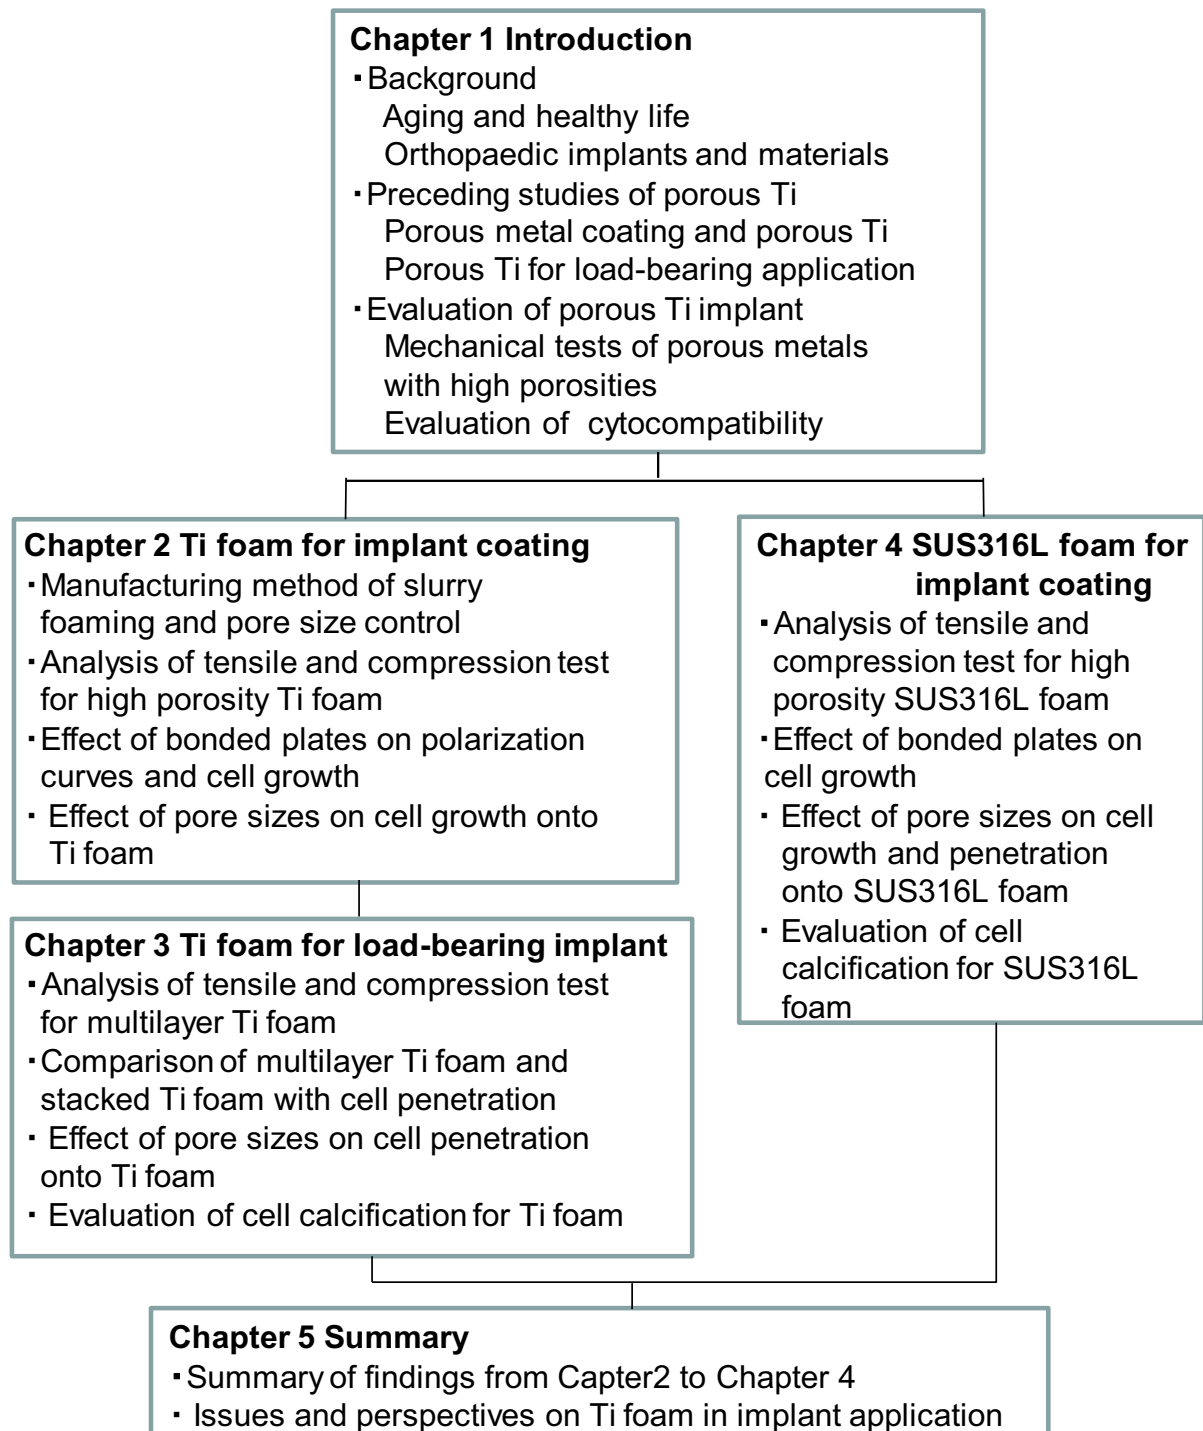 Chapter 1 Introduction
・Background
Aging and healthy life
Orthopaedic implants and materials
・Preceding studies of porous Ti
Porous metal coating and porous Ti
Porous Ti for load-bearing application
・Evaluation of porous Ti implant
Mechanical tests of porous metals
with high porosities
Evaluation of cytocompatibility
Chapter 2 Ti foam for implant coating
・Manufacturing method of slurry
foaming and pore size control
・Analysis of tensile and compression test
for high porosity Ti foam
・Effect of bonded plates on polarization
curves and cell growth
・Effect of pore sizes on cell growth onto
Ti foam
Chapter 3 Ti foam for load-bearing implant
・Analysis of tensile and compression test
for multilayer Ti foam
・Comparison of multilayer Ti foam and
stacked Ti foam with cell penetration
・Effect of pore sizes on cell penetration
onto Ti foam
・Evaluation of cell calcification for Ti foam
Chapter 4 SUS316L foam for
implant coating
・Analysis of tensile and
compression test for high
porosity SUS316L foam
・Effect of bonded plates on
cell growth
・Effect of pore sizes on cell
growth and penetration
onto SUS316L foam
・Evaluation of cell
calcification for SUS316L
foam
Chapter 5 Summary
・Summary of findings from Capter2 to Chapter 4
・Issues and perspectives on Ti foam in implant application